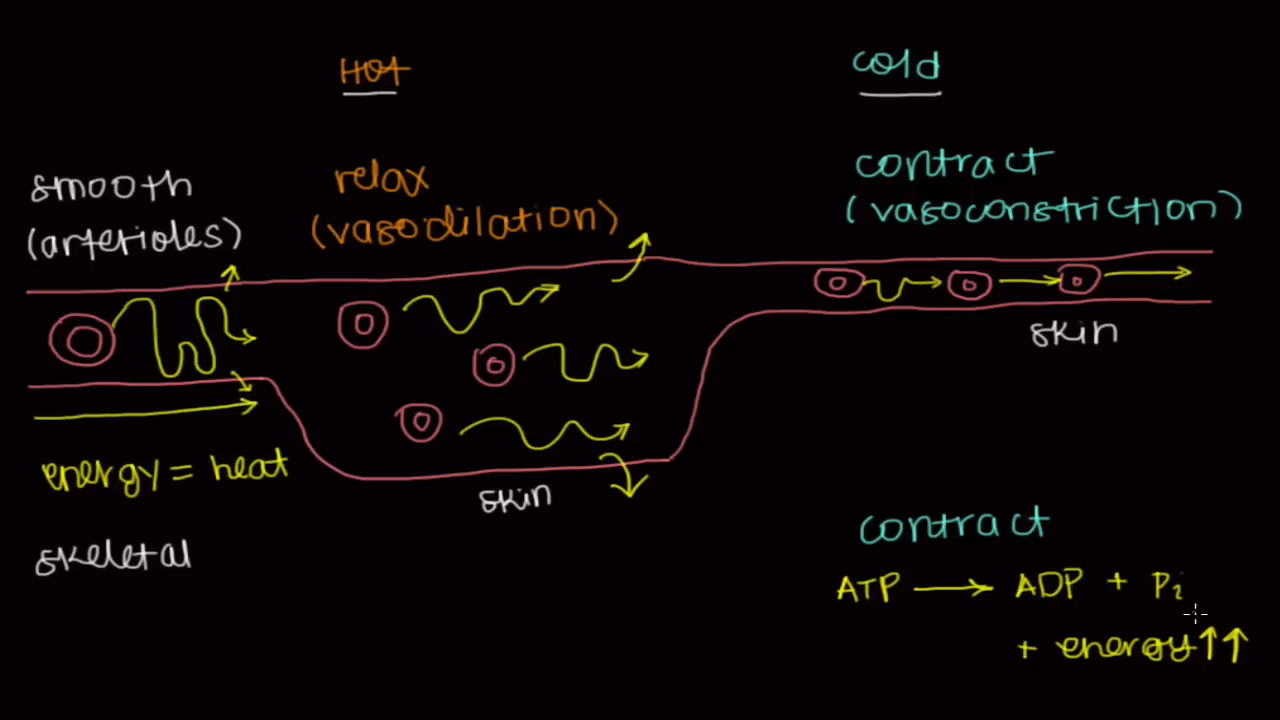 HOT
cold
smooth
(arterioles)
relax
(vasodilation)
contract
(vasoconstriction)
skin
energy = heat
skin
skeletal
contract
ATP → ADP + Pi
+ energy ↑↑